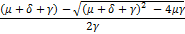 (μ + δ + γ) − √(μ + δ + γ)² − 4μγ
2γ